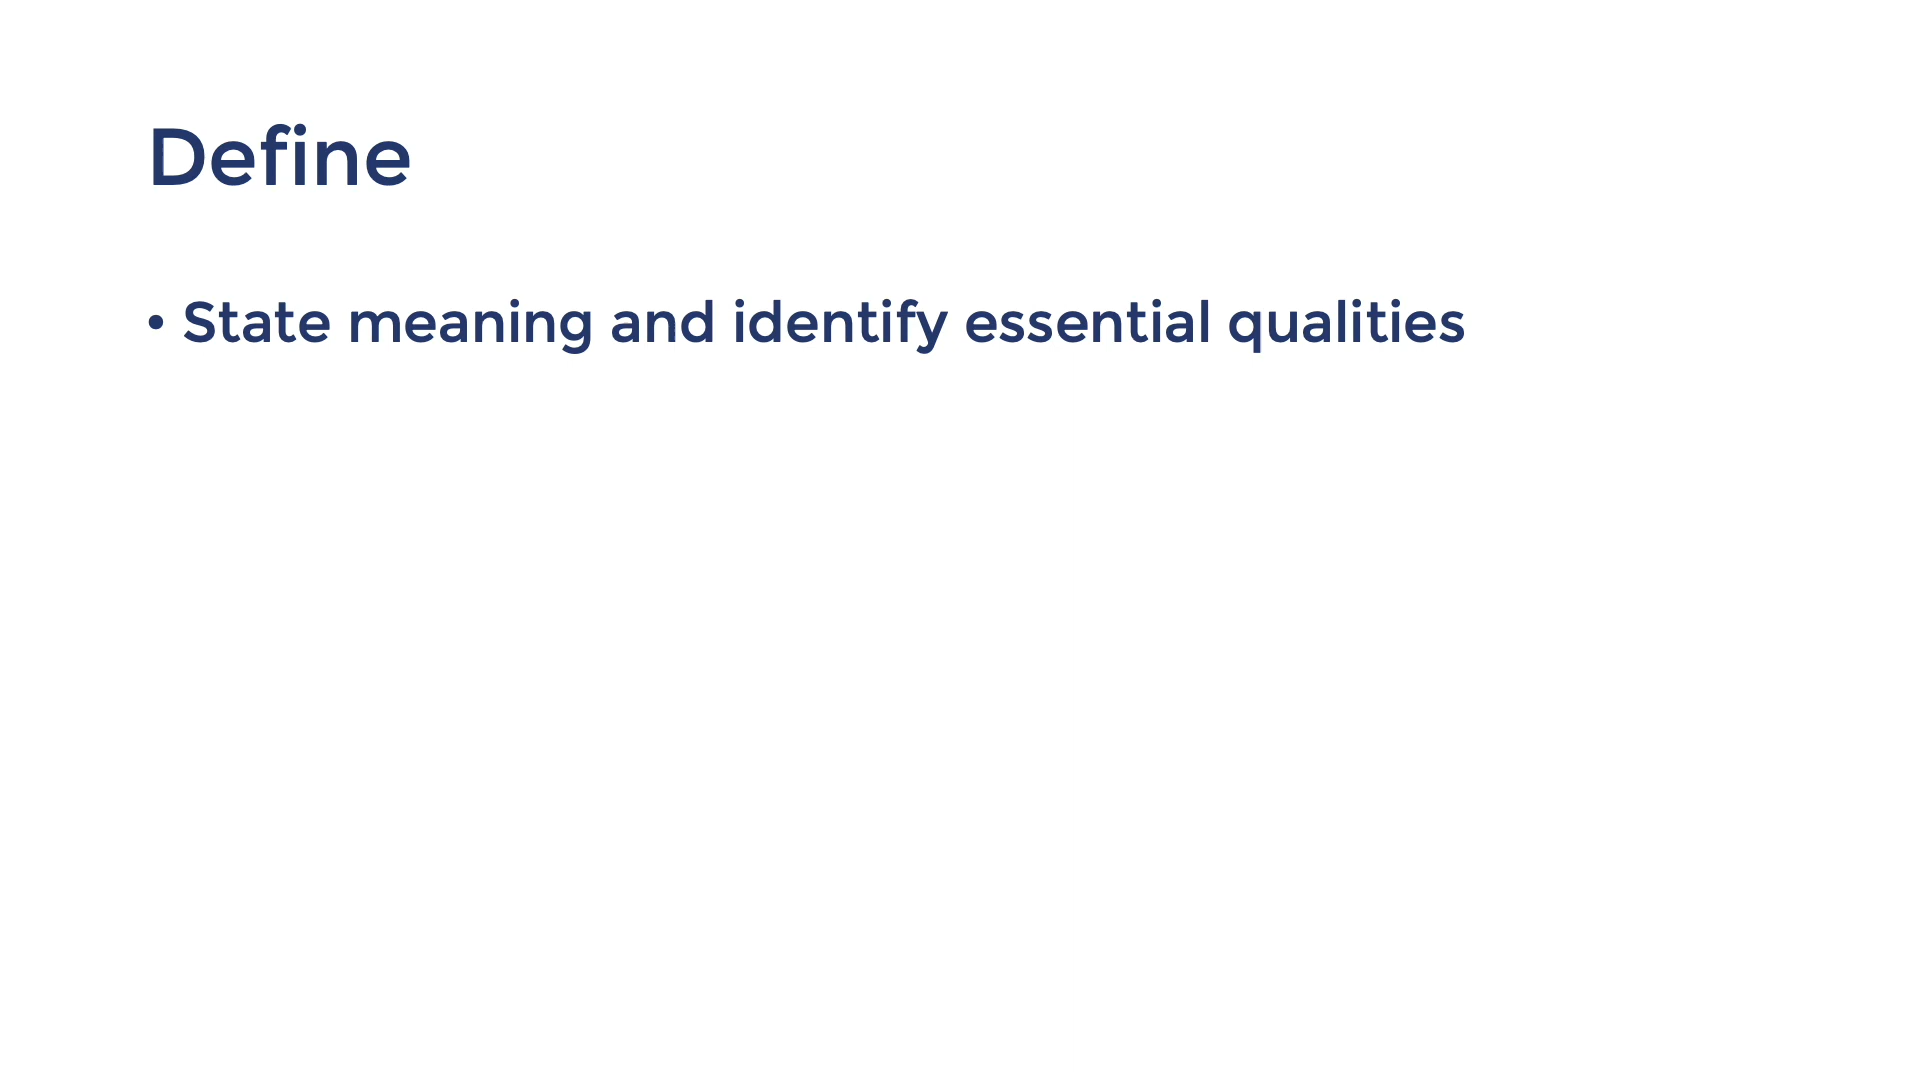 Define
• State meaning and identify essential qualities